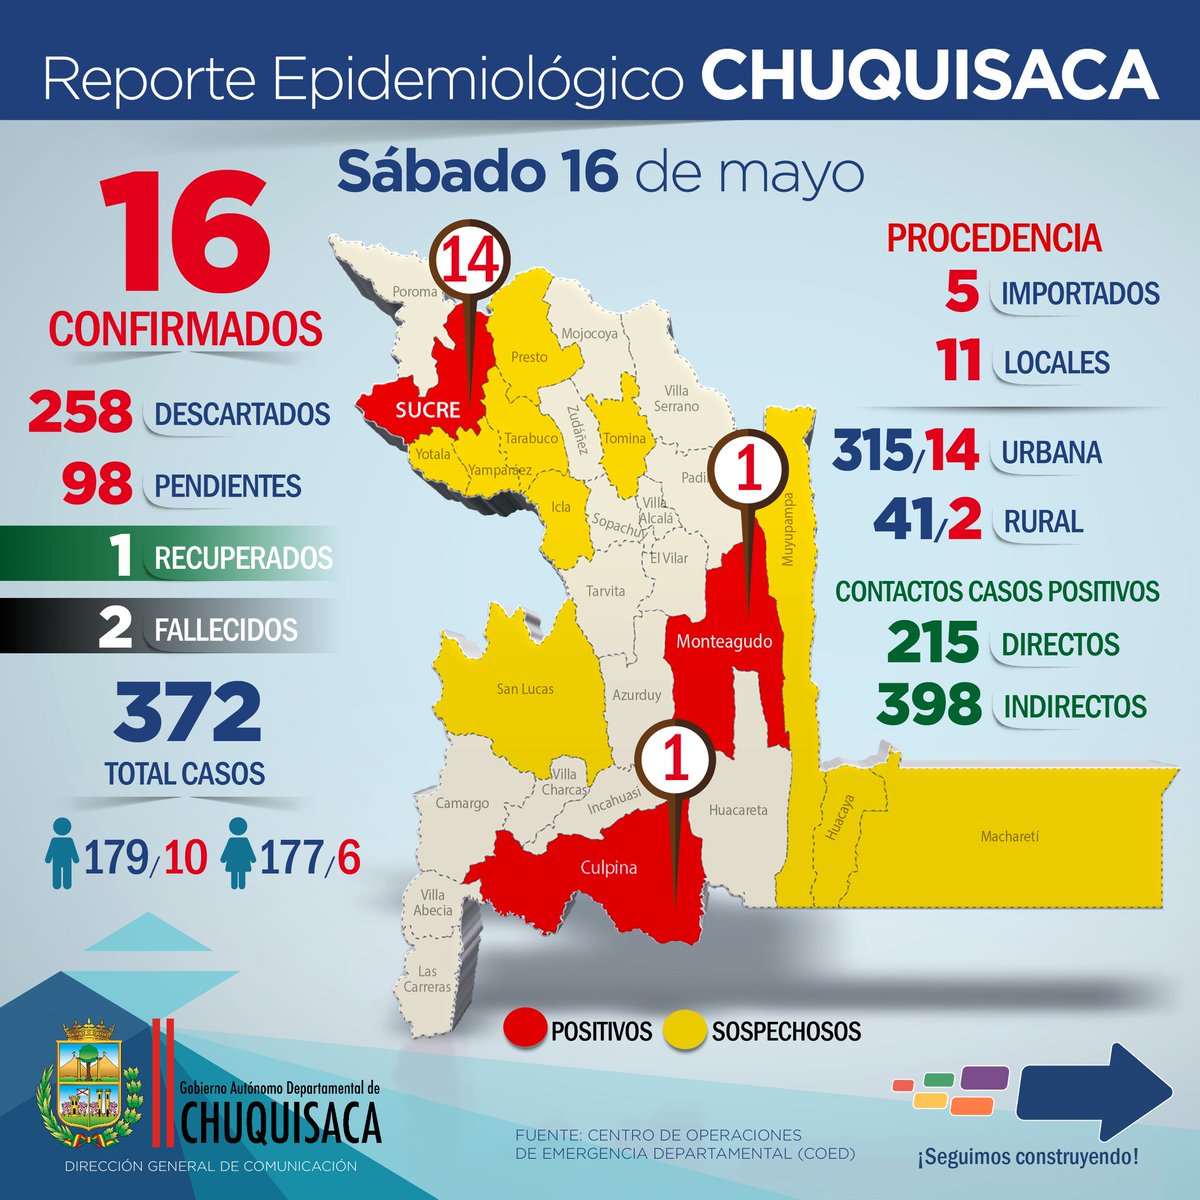 Reporte Epidemiológico CHUQUISACA
Sábado 16 de mayo
16
CONFIRMADOS
258 DESCARTADOS
98 PENDIENTES
1 RECUPERADOS
2 FALLECIDOS
372
TOTAL CASOS
179/10 177/6
PROCEDENCIA
5 IMPORTADOS
11 LOCALES
315/14 URBANA
41/2 RURAL
CONTACTOS CASOS POSITIVOS
215 DIRECTOS
398 INDIRECTOS
14
Poroma
Mojocoya
Presto
Villa
Serrano
SUCRE
Zudáñez
Tarabuco
Tomina
Yotala
Yamparáez
1
Padil
Icla
Sopachuy
Villa
Alcalá
Muyupampa
El Vilar
Tarvita
Monteagudo
San Lucas
Azurduy
1
Villa
Charcas
Incahuasi
Camargo
Huacareta
Huacaya
Macharetí
Culpina
Villa
Abecia
Las
Carreras
POSITIVOS SOSPECHOSOS
Gobierno Autónomo Departamental de
CHUQUISACA
DIRECCIÓN GENERAL DE COMUNICACIÓN
FUENTE: CENTRO DE OPERACIONES
DE EMERGENCIA DEPARTAMENTAL (COED)
¡Seguimos construyendo!